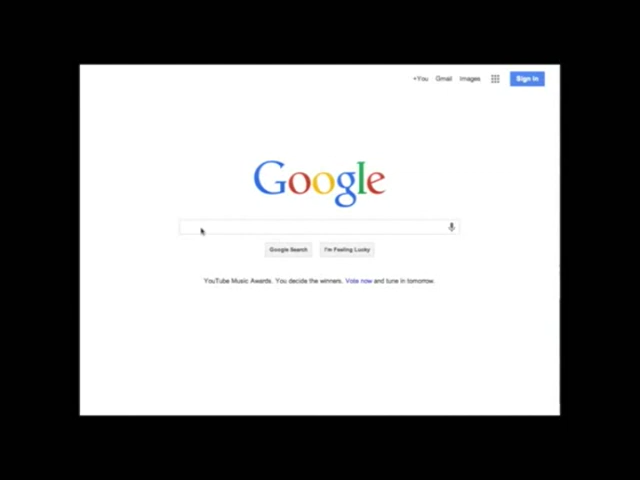 +You Gmail Images Sign in
Google
Google Search I'm Feeling Lucky
YouTube Music Awards. You decide the winners. Vote now and tune in tomorrow.